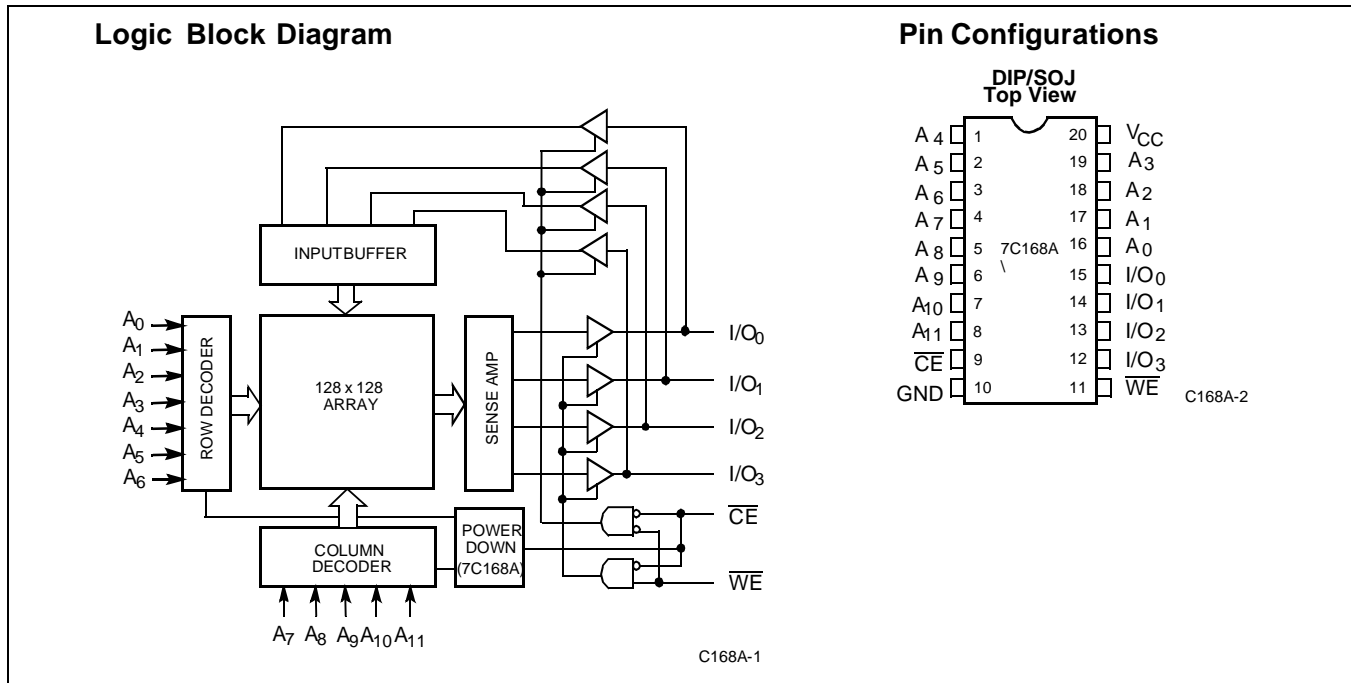 Logic Block Diagram
INPUTBUFFER
A0
A1
A2
A3
A4
A5
A6
ROW DECODER
128 x 128
ARRAY
SENSE AMP
I/O0
I/O1
I/O2
I/O3
CE
WE
COLUMN
DECODER
POWER
DOWN
(7C168A)
A7 A8 A9 A10 A11
C168A-1
Pin Configurations
DIP/SOJ
Top View
A4 1 20 VCC
A5 2 19 A3
A6 3 18 A2
A7 4 17 A1
A8 5 7C168A 16 A0
A9 6 \ 15 I/O0
A10 7 14 I/O1
A11 8 13 I/O2
CE 9 12 I/O3
GND 10 11 WE
C168A-2